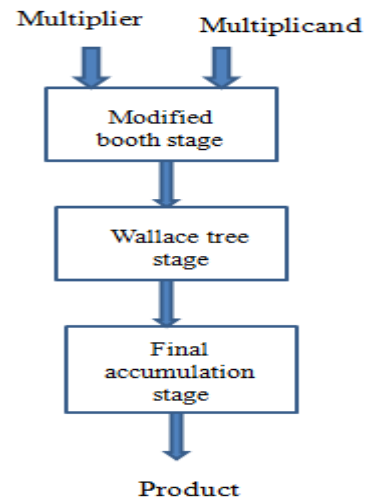 Multiplier
Multiplicand
Modified
booth stage
Wallace tree
stage
Final
accumulation
stage
Product